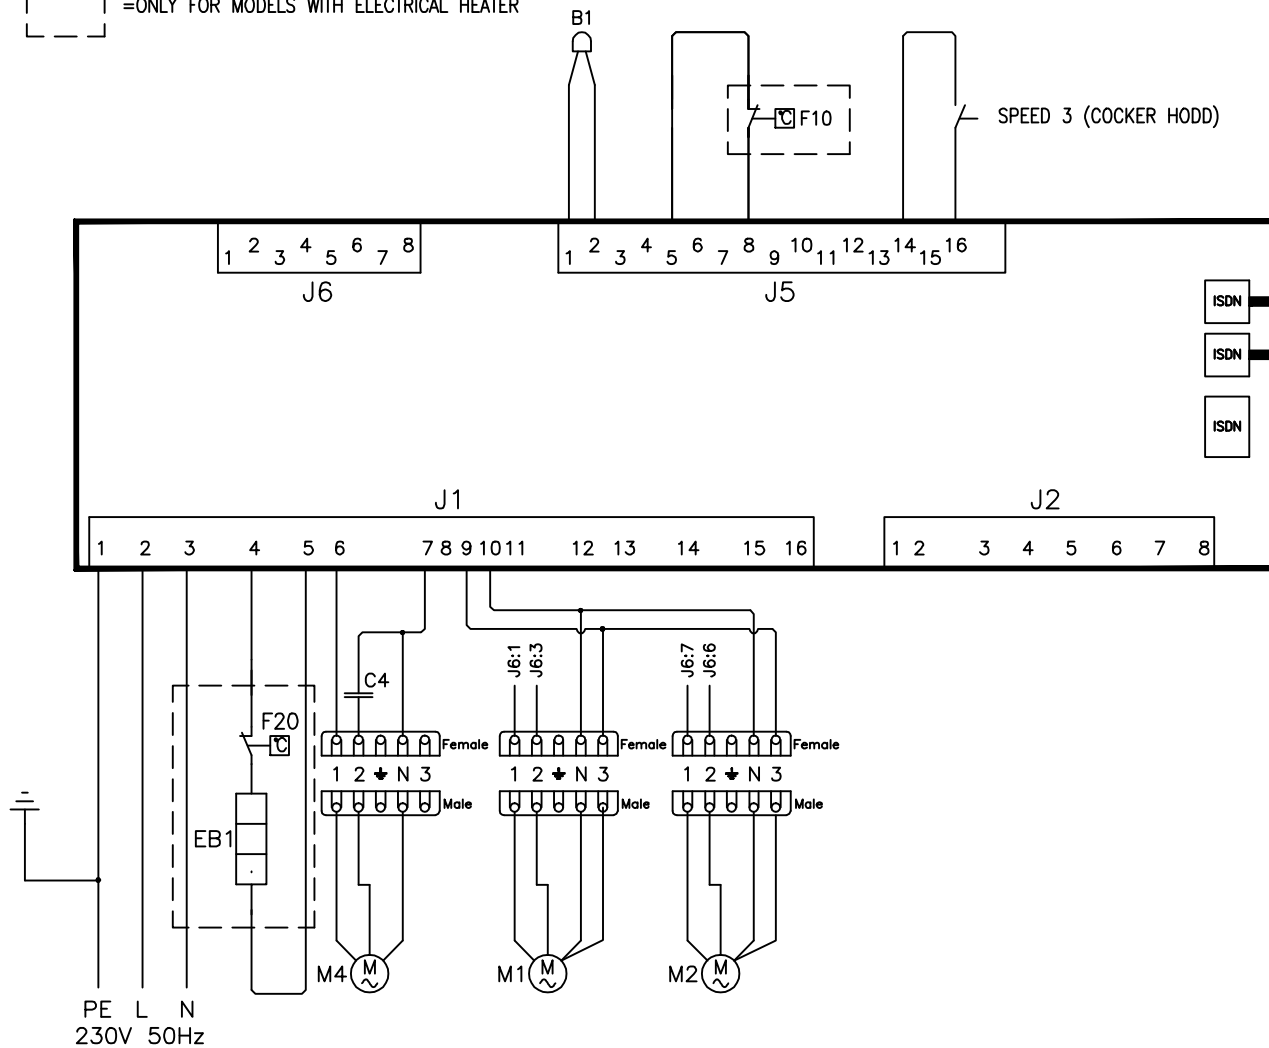 =ONLY FOR MODELS WITH ELECTRICAL HEATER
B1
°C F10
SPEED 3 (COCKER HODD)
1 2 3 4 5 6 7 8
J6
1 2 3 4 5 6 7 8 9 10 11 12 13 14 15 16
J5
ISDN
ISDN
ISDN
J1
J2
1 2 3 4 5 6 7 8 9 10 11 12 13 14 15 16
1 2 3 4 5 6 7 8
J6:1
J6:3
J6:7
J6:6
C4
F20
°C
Female
Female
Female
1 2 N 3
1 2 N 3
1 2 N 3
Male
Male
Male
EB1
M4 M
M1 M
M2 M
PE L N
230V 50Hz